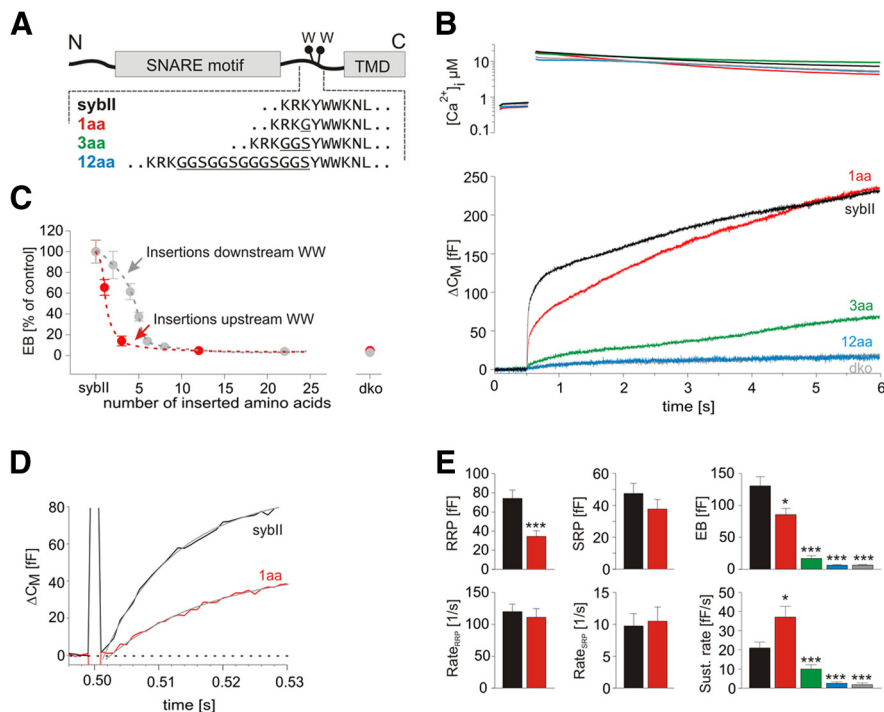 A
N
W W
C
SNARE motif
TMD
sybII
..KRKYWWKNL..
1aa
..KRKGYWWKNL..
3aa
..KRKGGSYWWKNL..
12aa
..KRKGGSGGSGGGSGGSYWWKNL..
B
[Ca2+]i µM
10
1
0.1
ΔCM [fF]
250
200
150
100
50
0
1aa
sybII
3aa
12aa
dko
0 1 2 3 4 5 6
time [s]
C
EB [% of control]
120
100
80
60
40
20
0
Insertions downstream WW
Insertions upstream WW
sybII 5 10 15 20 25 dko
number of inserted amino acids
D
ΔCM [fF]
80
60
40
20
0
sybII
1aa
0.50 0.51 0.52 0.53
time [s]
E
RRP [fF]
100
80
60
40
20
0
***
SRP [fF]
60
40
20
0
EB [fF]
150
100
50
0
*
***
*** ***
RateRRP [1/s]
150
100
50
0
RateSRP [1/s]
15
10
5
0
Sust. rate [fF/s]
50
40
30
20
10
0
*
***
*** ***